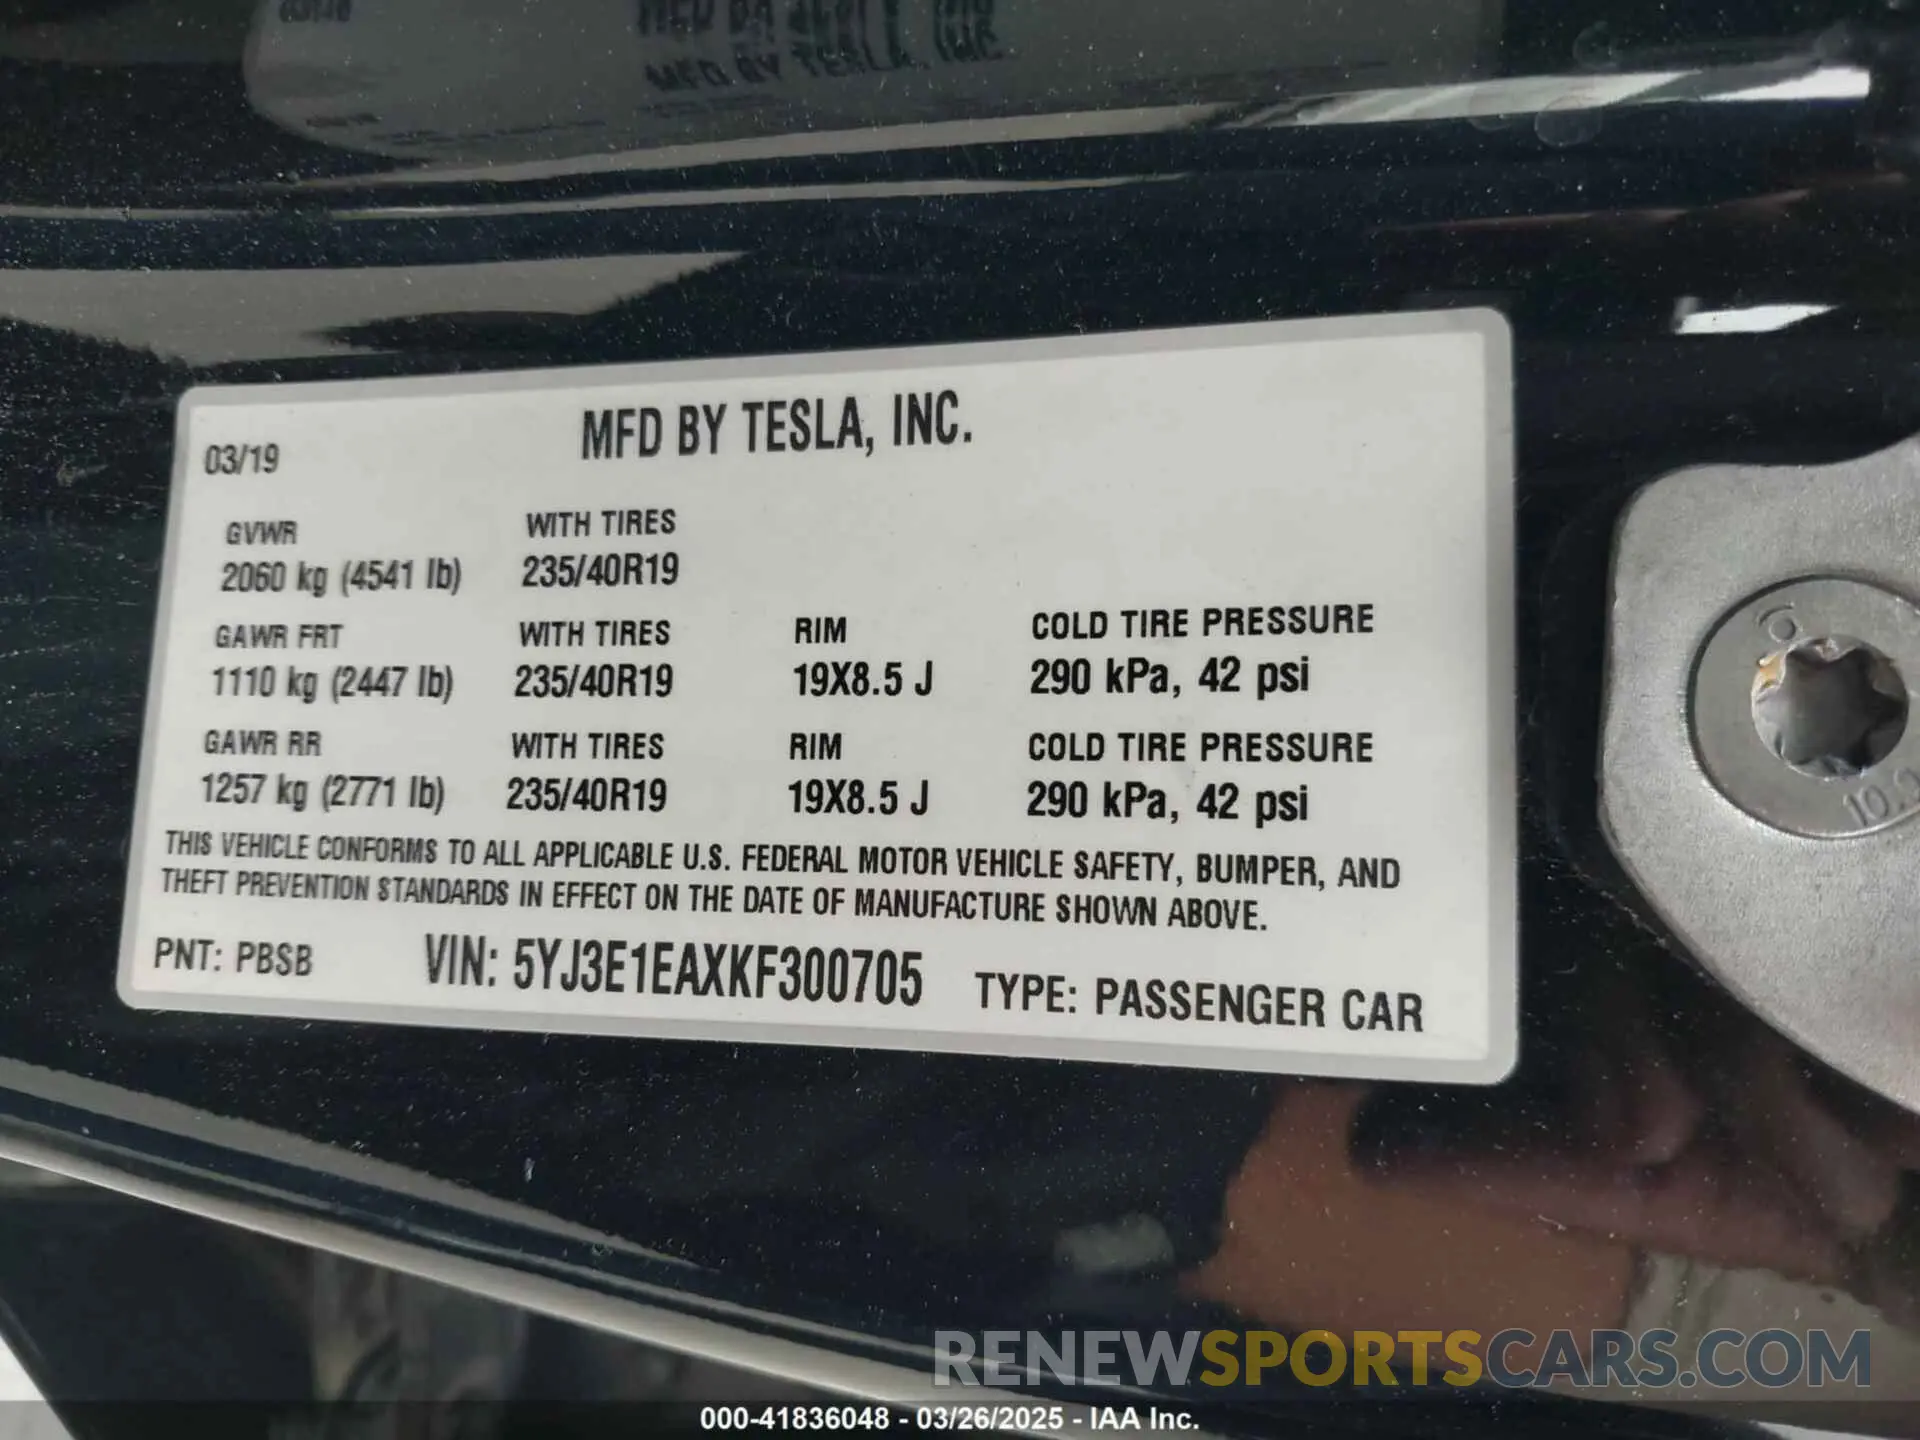 MFD BY TESLA, INC.
03/19
GVWR WITH TIRES
2060 kg (4541 lb) 235/40R19
GAWR FRT WITH TIRES RIM COLD TIRE PRESSURE
1110 kg (2447 lb) 235/40R19 19X8.5 J 290 kPa, 42 psi
GAWR RR WITH TIRES RIM COLD TIRE PRESSURE
1257 kg (2771 lb) 235/40R19 19X8.5 J 290 kPa, 42 psi
THIS VEHICLE CONFORMS TO ALL APPLICABLE U.S. FEDERAL MOTOR VEHICLE SAFETY, BUMPER, AND
THEFT PREVENTION STANDARDS IN EFFECT ON THE DATE OF MANUFACTURE SHOWN ABOVE.
PNT: PBSB VIN: 5YJ3E1EAXKF300705 TYPE: PASSENGER CAR
RENEWSPORTSCARS.COM
000-41836048 - 03/26/2025 - IAA Inc.